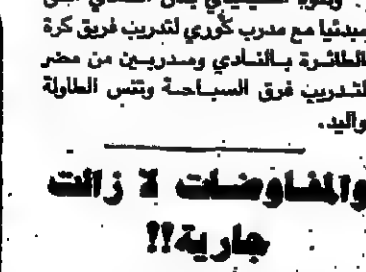 مبدئيا مع مدرب كوري لتدريب فريق كرة
الطائرة بالنادي ومدربين من مصر
لتدريب فرق السباحة وتنس الطاولة
واليد.
والمفاوضات لا زالت
جارية!!